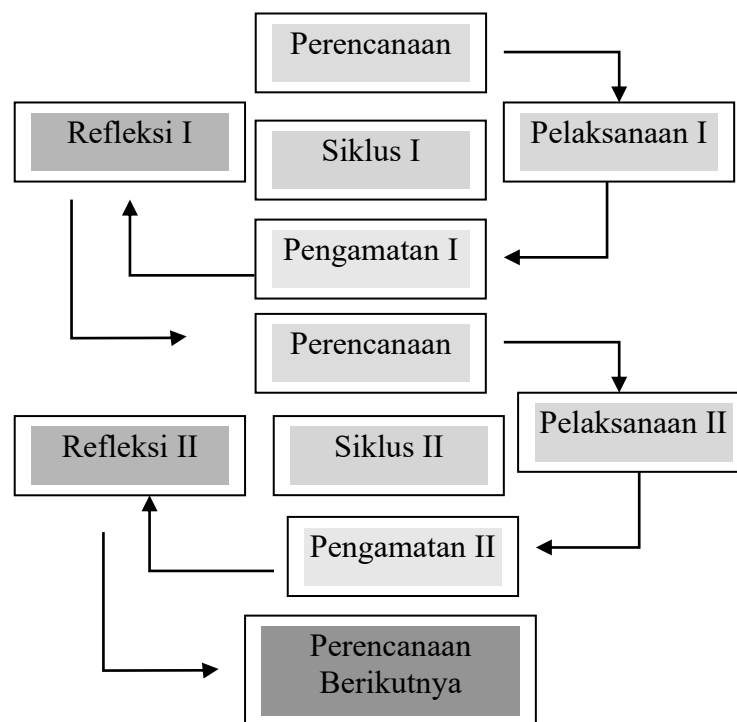 Perencanaan
Refleksi I
Siklus I
Pelaksanaan I
Pengamatan I
Perencanaan
Refleksi II
Siklus II
Pelaksanaan II
Pengamatan II
Perencanaan
Berikutnya